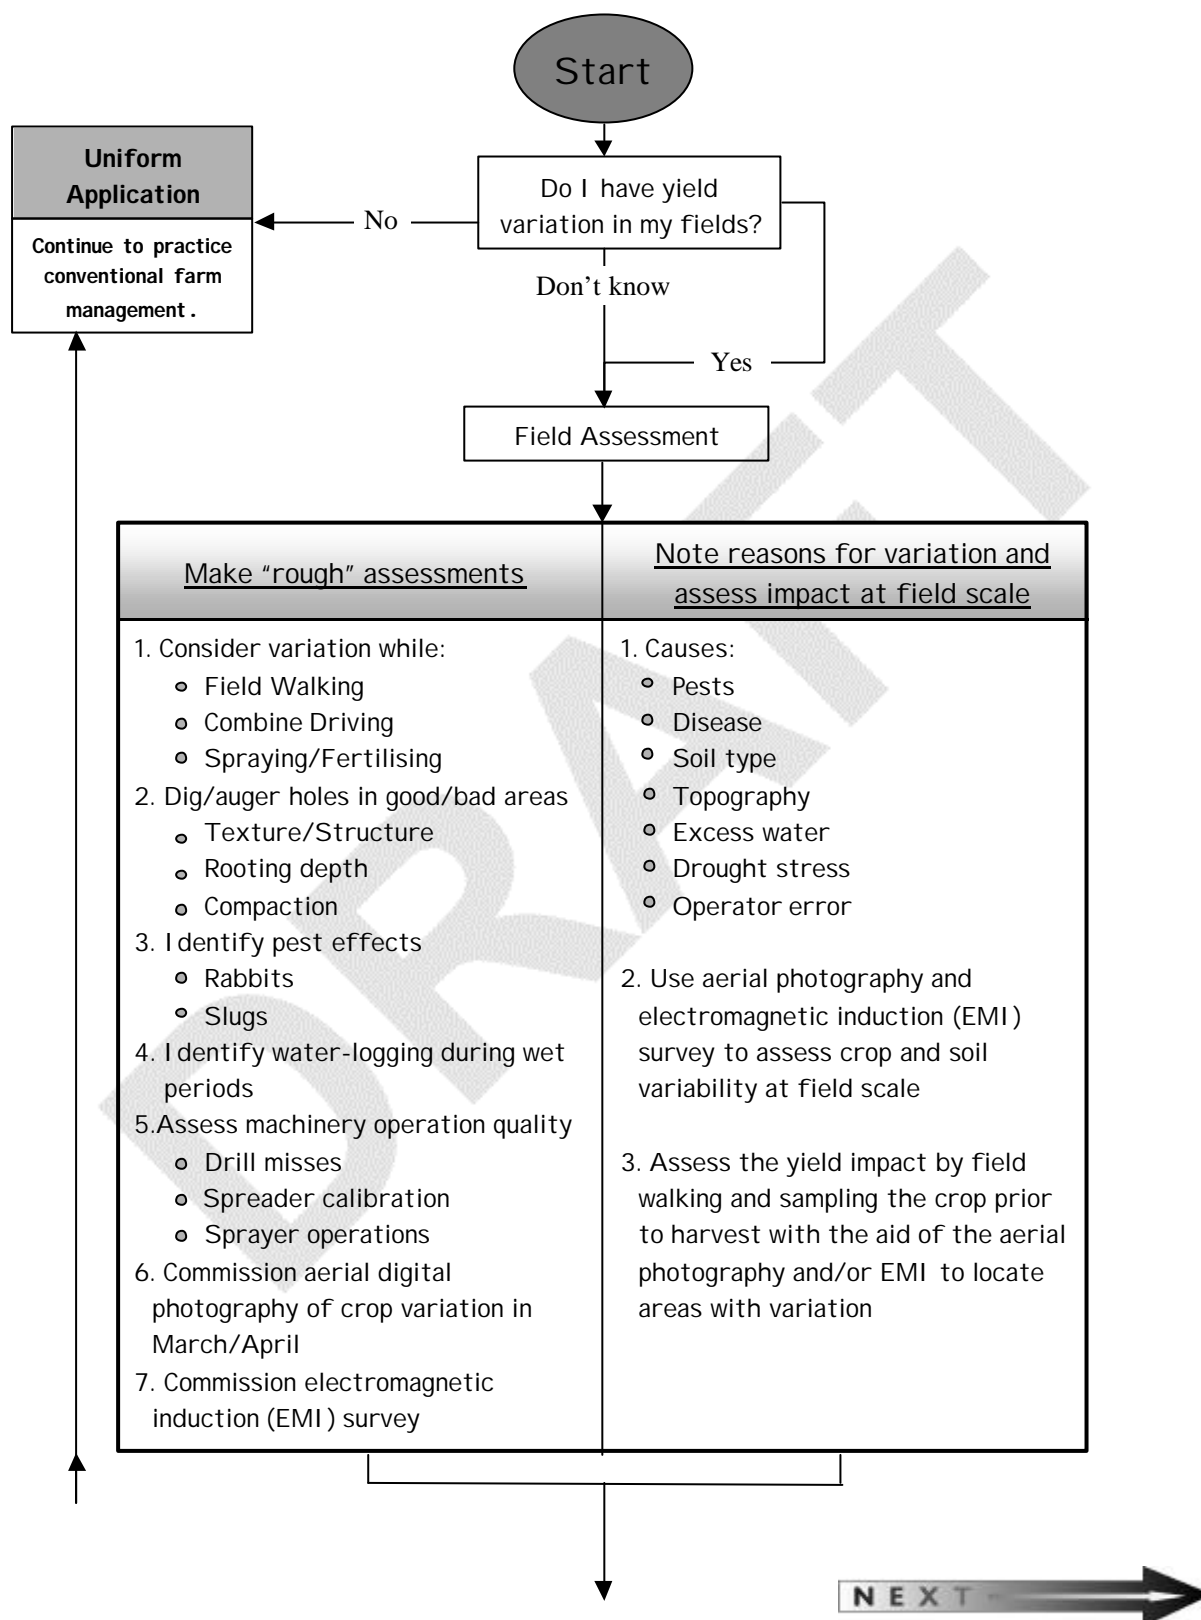 Start
Uniform
Application
Continue to practice
conventional farm
management.
Do I have yield
variation in my fields?
No
Don't know
Yes
Field Assessment
Make "rough" assessments
1. Consider variation while:
Field Walking
Combine Driving
Spraying/Fertilising
2. Dig/auger holes in good/bad areas
Texture/Structure
Rooting depth
Compaction
3. Identify pest effects
Rabbits
Slugs
4. Identify water-logging during wet
periods
5.Assess machinery operation quality
Drill misses
Spreader calibration
Sprayer operations
6. Commission aerial digital
photography of crop variation in
March/April
7. Commission electromagnetic
induction (EMI) survey
Note reasons for variation and
assess impact at field scale
1. Causes:
Pests
Disease
Soil type
Topography
Excess water
Drought stress
Operator error
2. Use aerial photography and
electromagnetic induction (EMI)
survey to assess crop and soil
variability at field scale
3. Assess the yield impact by field
walking and sampling the crop prior
to harvest with the aid of the aerial
photography and/or EMI to locate
areas with variation
DRAFT
NEXT